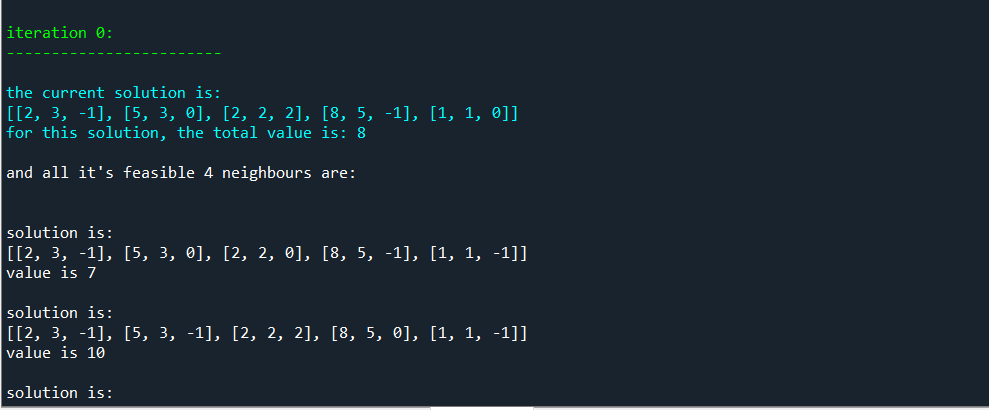 iteration 0:
------------------------
the current solution is:
[[2, 3, -1], [5, 3, 0], [2, 2, 2], [8, 5, -1], [1, 1, 0]]
for this solution, the total value is: 8
and all it's feasible 4 neighbours are:
solution is:
[[2, 3, -1], [5, 3, 0], [2, 2, 0], [8, 5, -1], [1, 1, -1]]
value is 7
solution is:
[[2, 3, -1], [5, 3, -1], [2, 2, 2], [8, 5, 0], [1, 1, -1]]
value is 10
solution is: